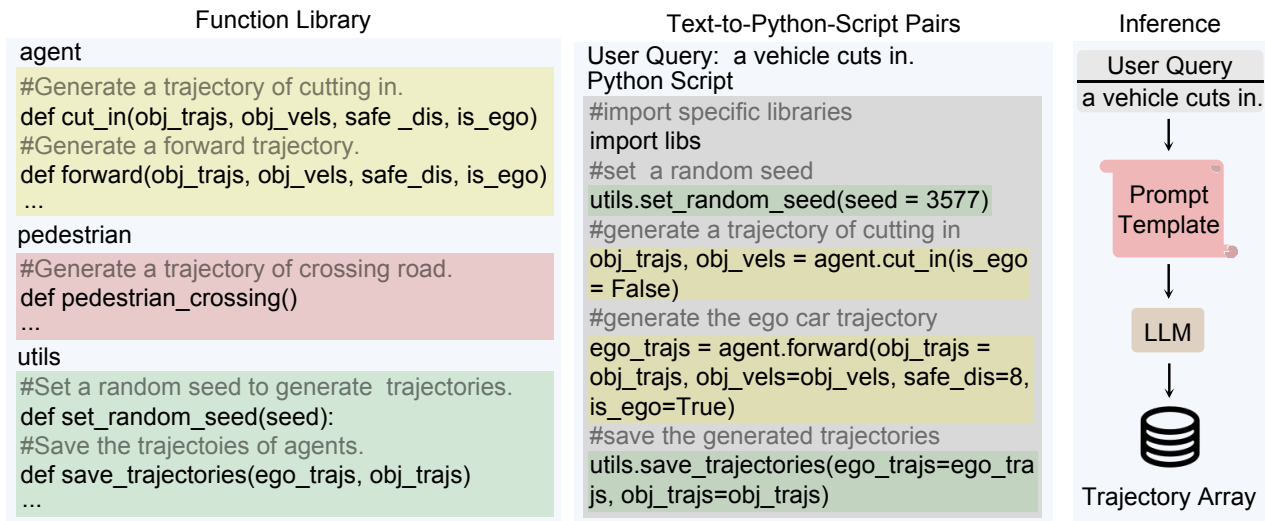 Function Library
agent
#Generate a trajectory of cutting in.
def cut_in(obj_trajs, obj_vels, safe _dis, is_ego)
#Generate a forward trajectory.
def forward(obj_trajs, obj_vels, safe_dis, is_ego)
...
pedestrian
#Generate a trajectory of crossing road.
def pedestrian_crossing()
...
utils
#Set a random seed to generate  trajectories.
def set_random_seed(seed):
#Save the trajectoies of agents.
def save_trajectories(ego_trajs, obj_trajs)
...
Text-to-Python-Script Pairs
User Query:  a vehicle cuts in.
Python Script
#import specific libraries
import libs
#set  a random seed
utils.set_random_seed(seed = 3577)
#generate a trajectory of cutting in
obj_trajs, obj_vels = agent.cut_in(is_ego
= False)
#generate the ego car trajectory
ego_trajs = agent.forward(obj_trajs =
obj_trajs, obj_vels=obj_vels, safe_dis=8,
is_ego=True)
#save the generated trajectories
utils.save_trajectories(ego_trajs=ego_tra
js, obj_trajs=obj_trajs)
Inference
User Query
a vehicle cuts in.
Prompt
Template
LLM
Trajectory Array